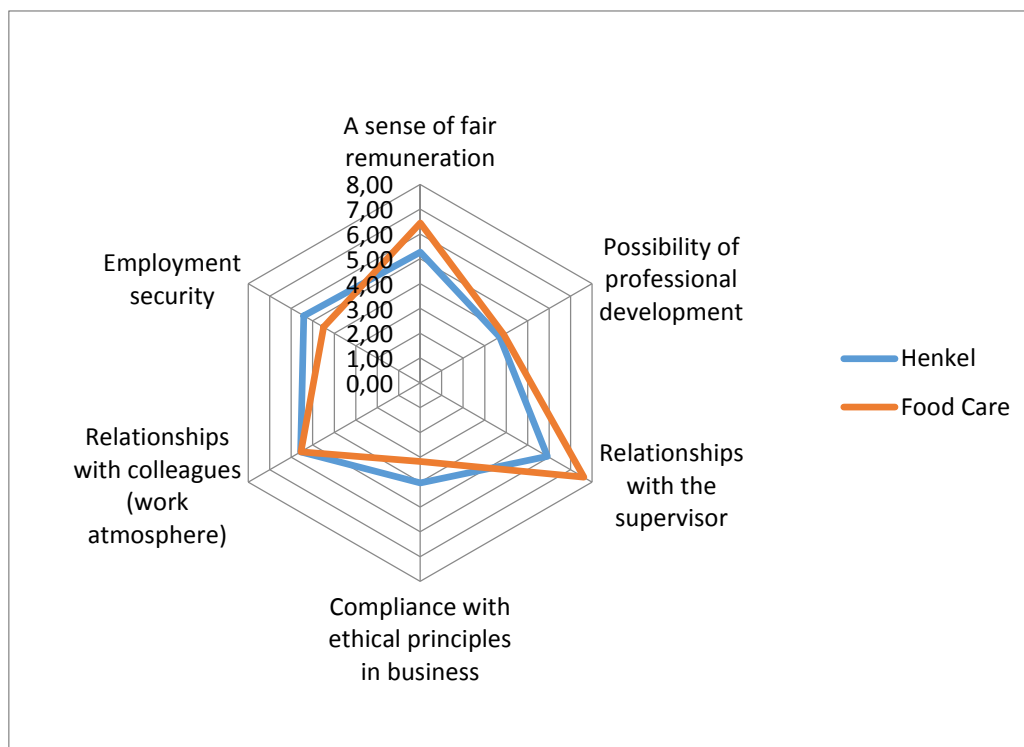 A sense of fair
remuneration
8,00
7,00
6,00
5,00
4,00
3,00
2,00
1,00
0,00
Possibility of
professional
development
Relationships
with the
supervisor
Compliance with
ethical principles
in business
Relationships
with colleagues
(work
atmosphere)
Employment
security
Henkel
Food Care